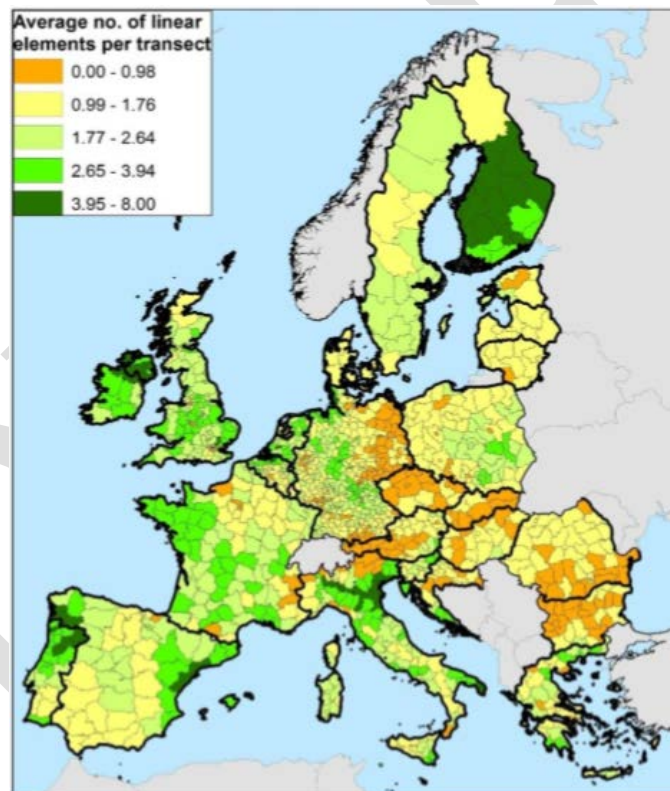 Average no. of linear
elements per transect
0.00 - 0.98
0.99 - 1.76
1.77 - 2.64
2.65 - 3.94
3.95 - 8.00